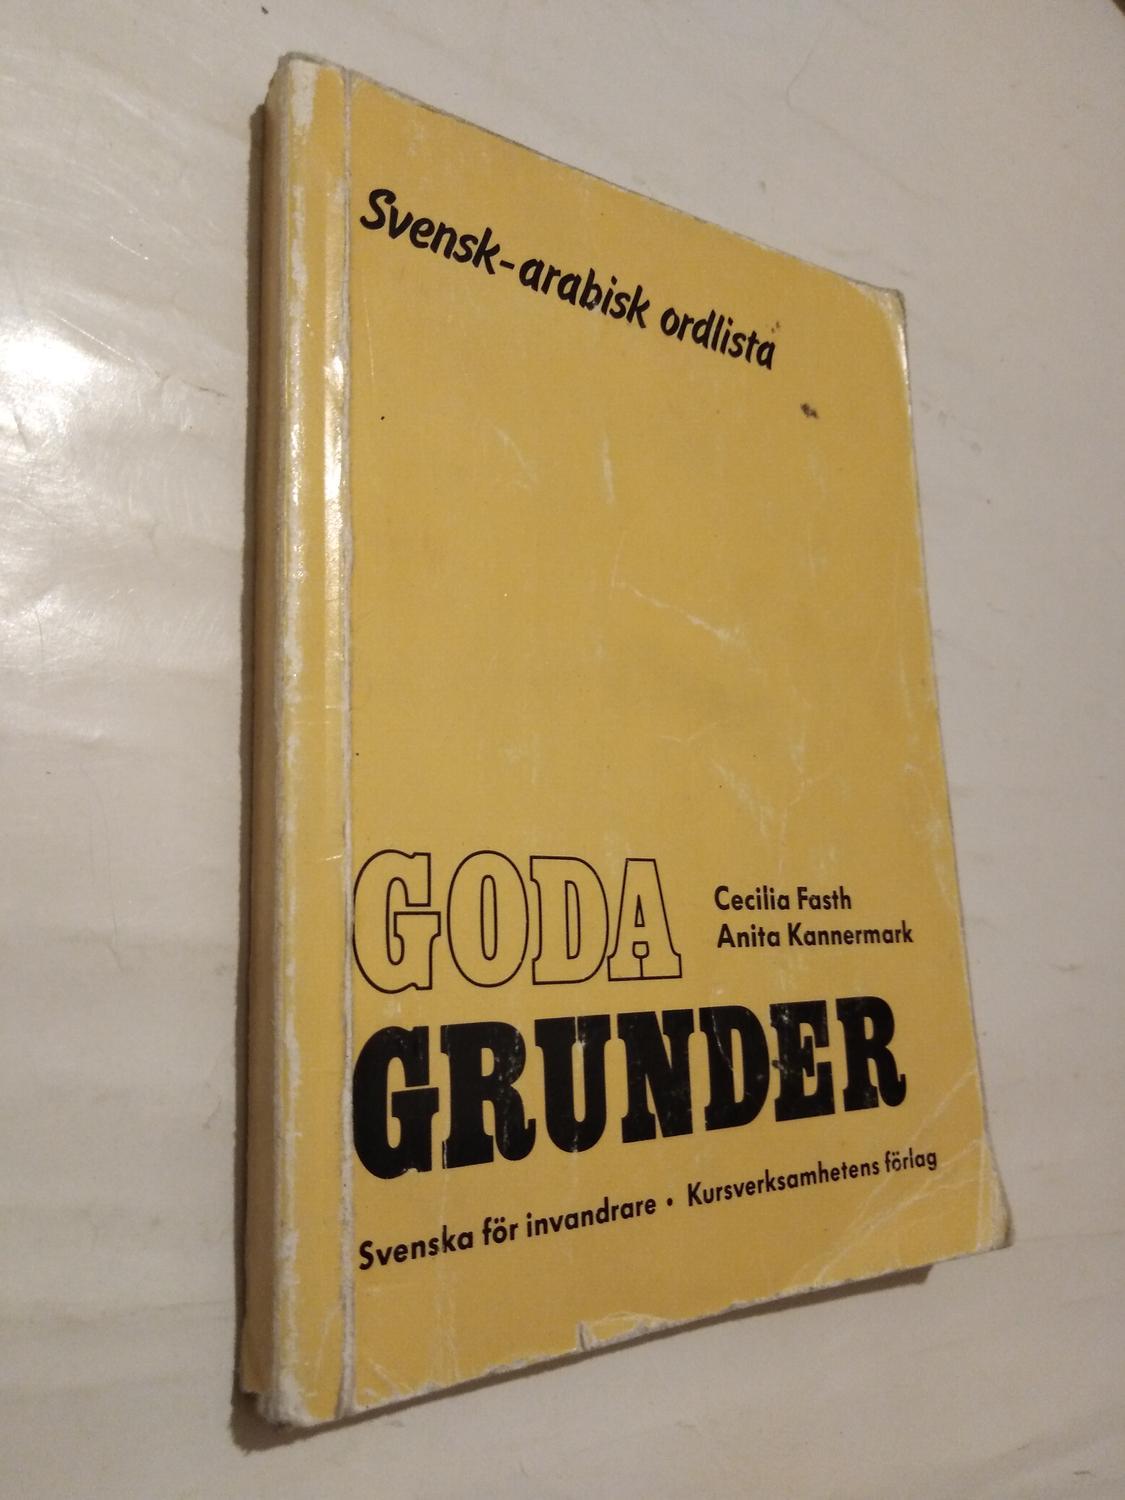 Svensk-arabisk ordlista
GODA
Cecilia Fasth
Anita Kannermark
GRUNDER
Svenska för invandrare • Kursverksamhetens förlag